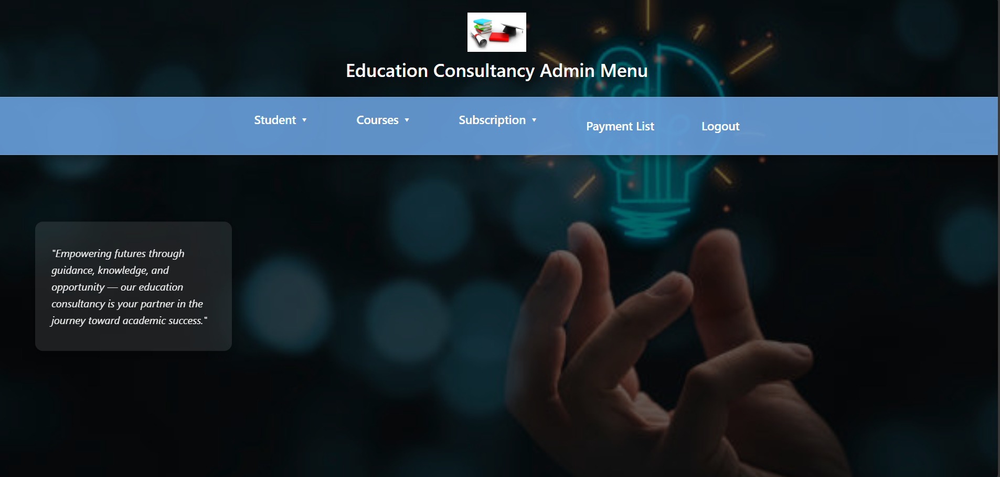 Education Consultancy Admin Menu
Student ▼ Courses ▼ Subscription ▼ Payment List Logout
"Empowering futures through
guidance, knowledge, and
opportunity — our education
consultancy is your partner in the
journey toward academic success."